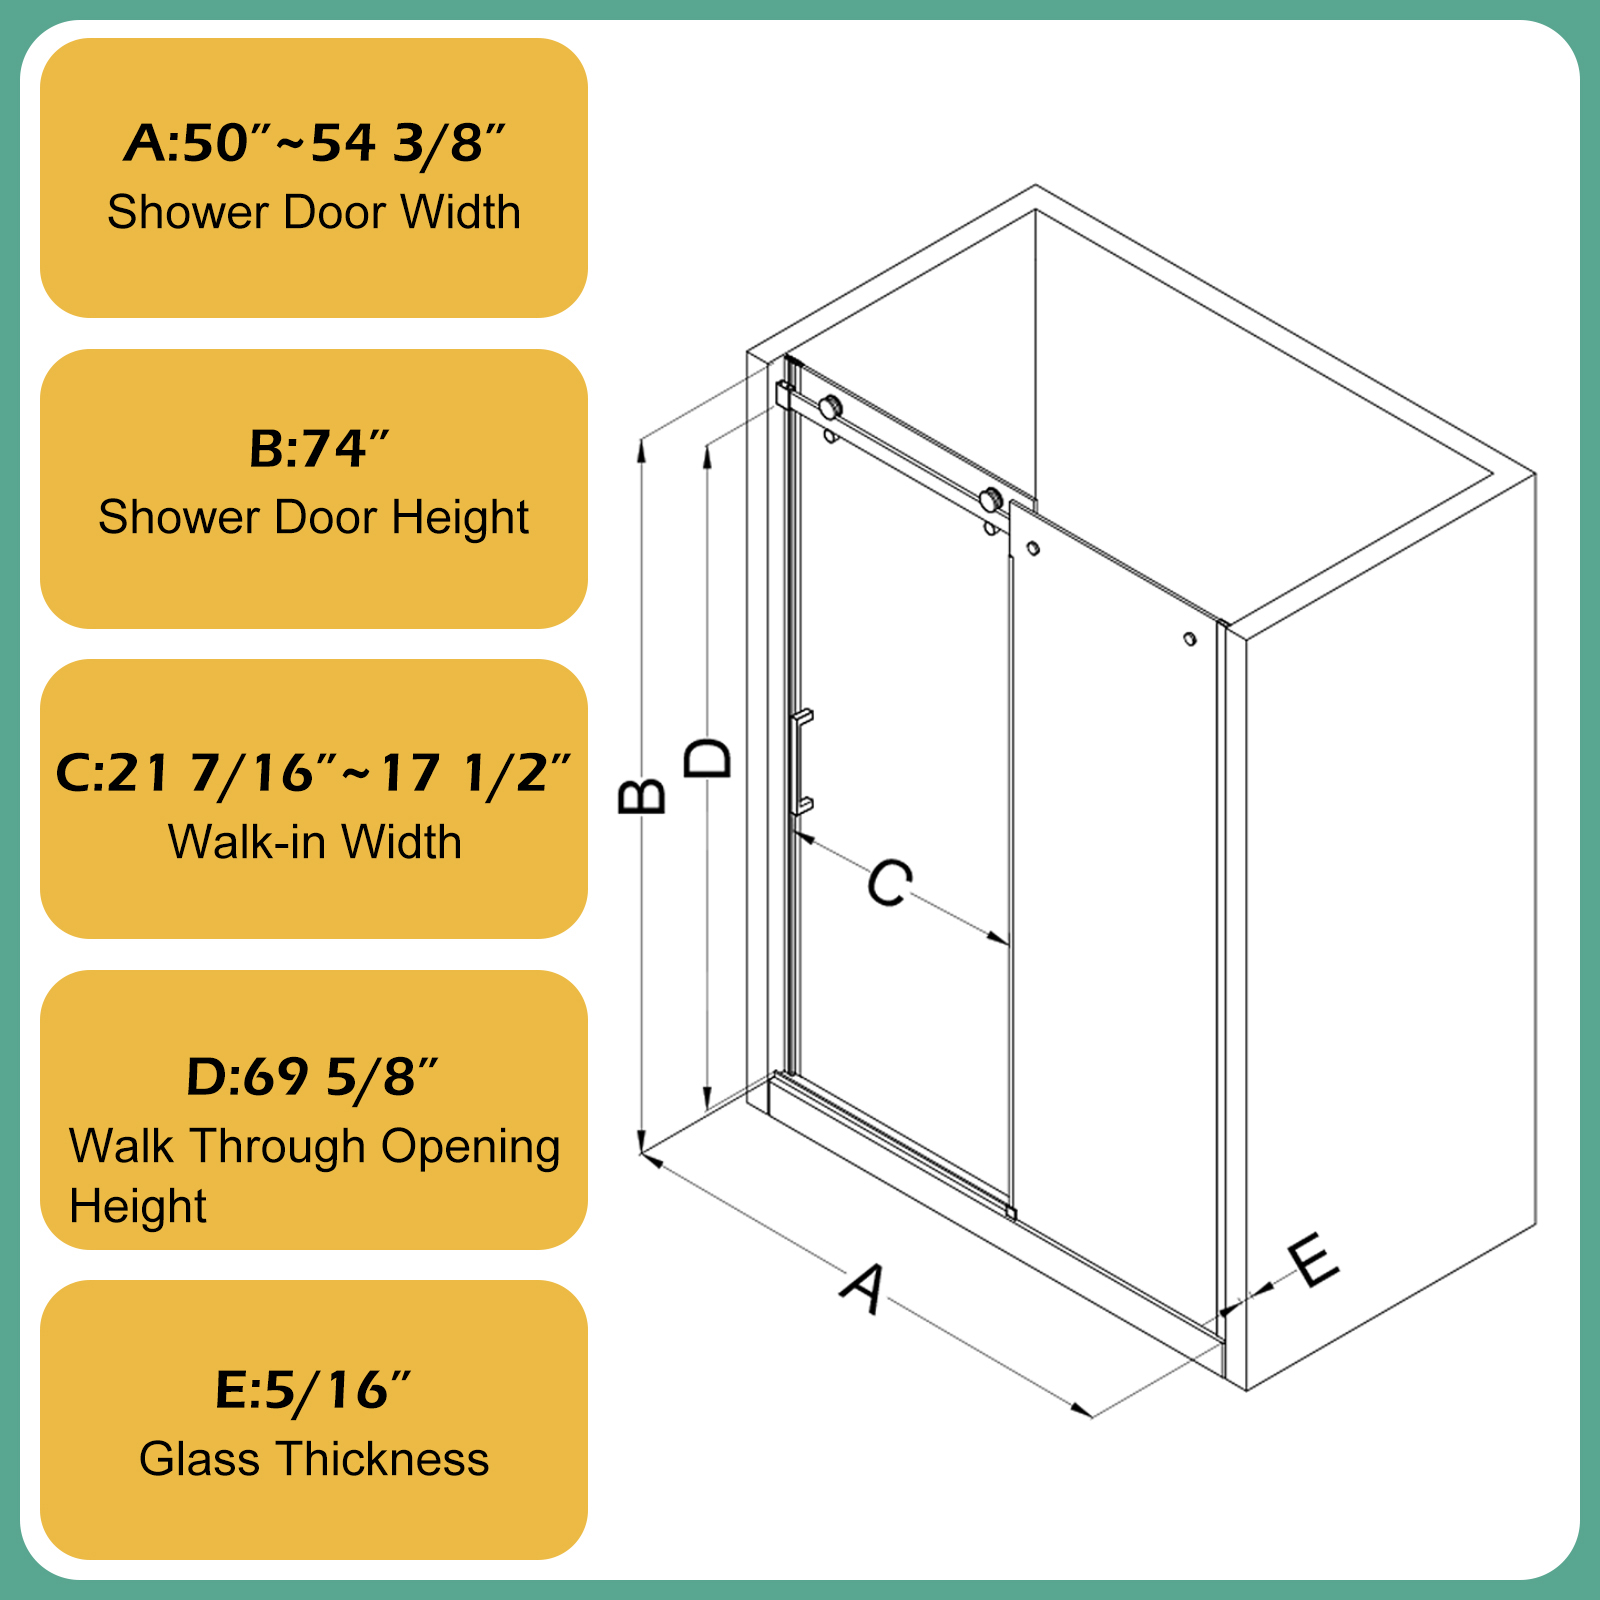 A:50”~54 3/8”
Shower Door Width
B:74”
Shower Door Height
C:21 7/16”~17 1/2”
Walk-in Width
D:69 5/8”
Walk Through Opening
Height
E:5/16”
Glass Thickness
B
D
C
A
E